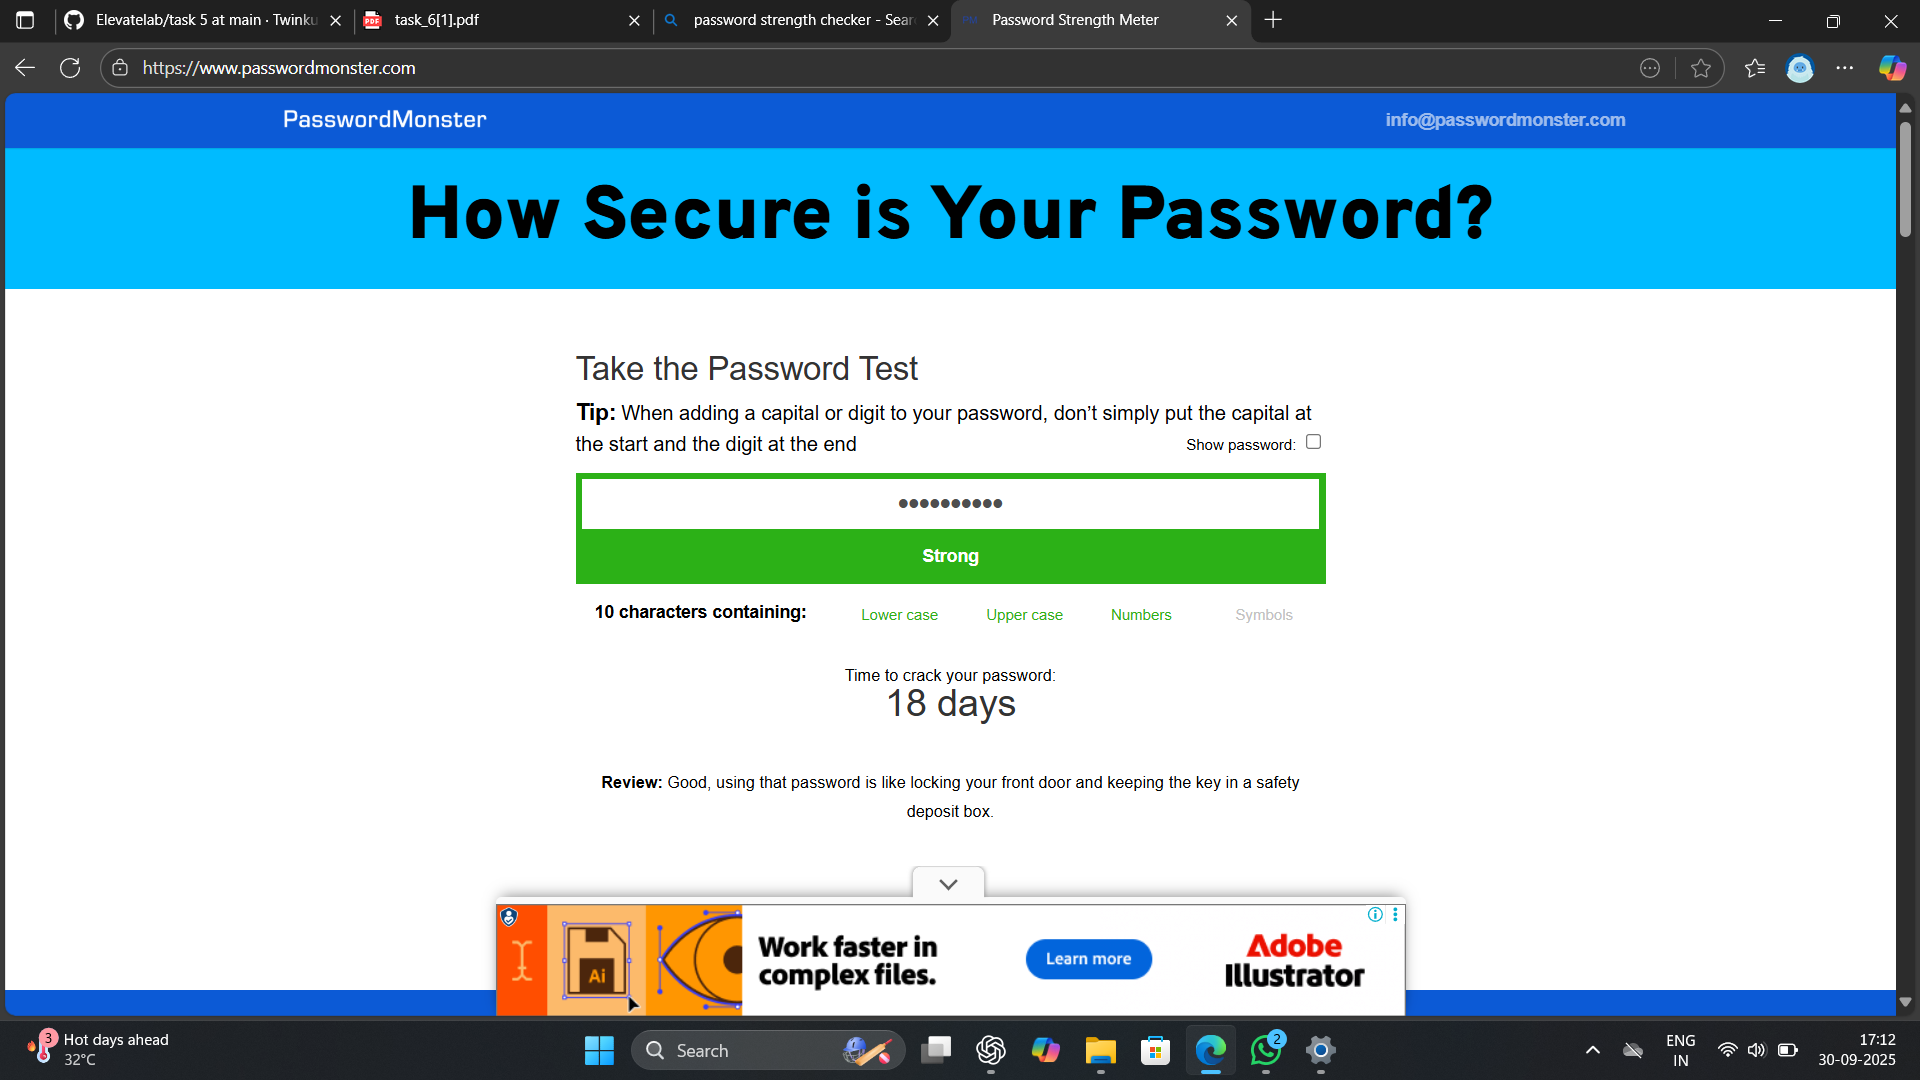 Elevatelab/task 5 at main · Twinku
task_6[1].pdf
password strength checker - Sear
Password Strength Meter
https://www.passwordmonster.com
PasswordMonster
info@passwordmonster.com
How Secure is Your Password?
Take the Password Test
Tip: When adding a capital or digit to your password, don’t simply put the capital at
the start and the digit at the end
Show password:
••••••••••
Strong
10 characters containing:
Lower case
Upper case
Numbers
Symbols
Time to crack your password:
18 days
Review: Good, using that password is like locking your front door and keeping the key in a safety
deposit box.
Ai
Work faster in
complex files.
Learn more
Adobe
Illustrator
3
Hot days ahead
32°C
Search
2
ENG
IN
17:12
30-09-2025